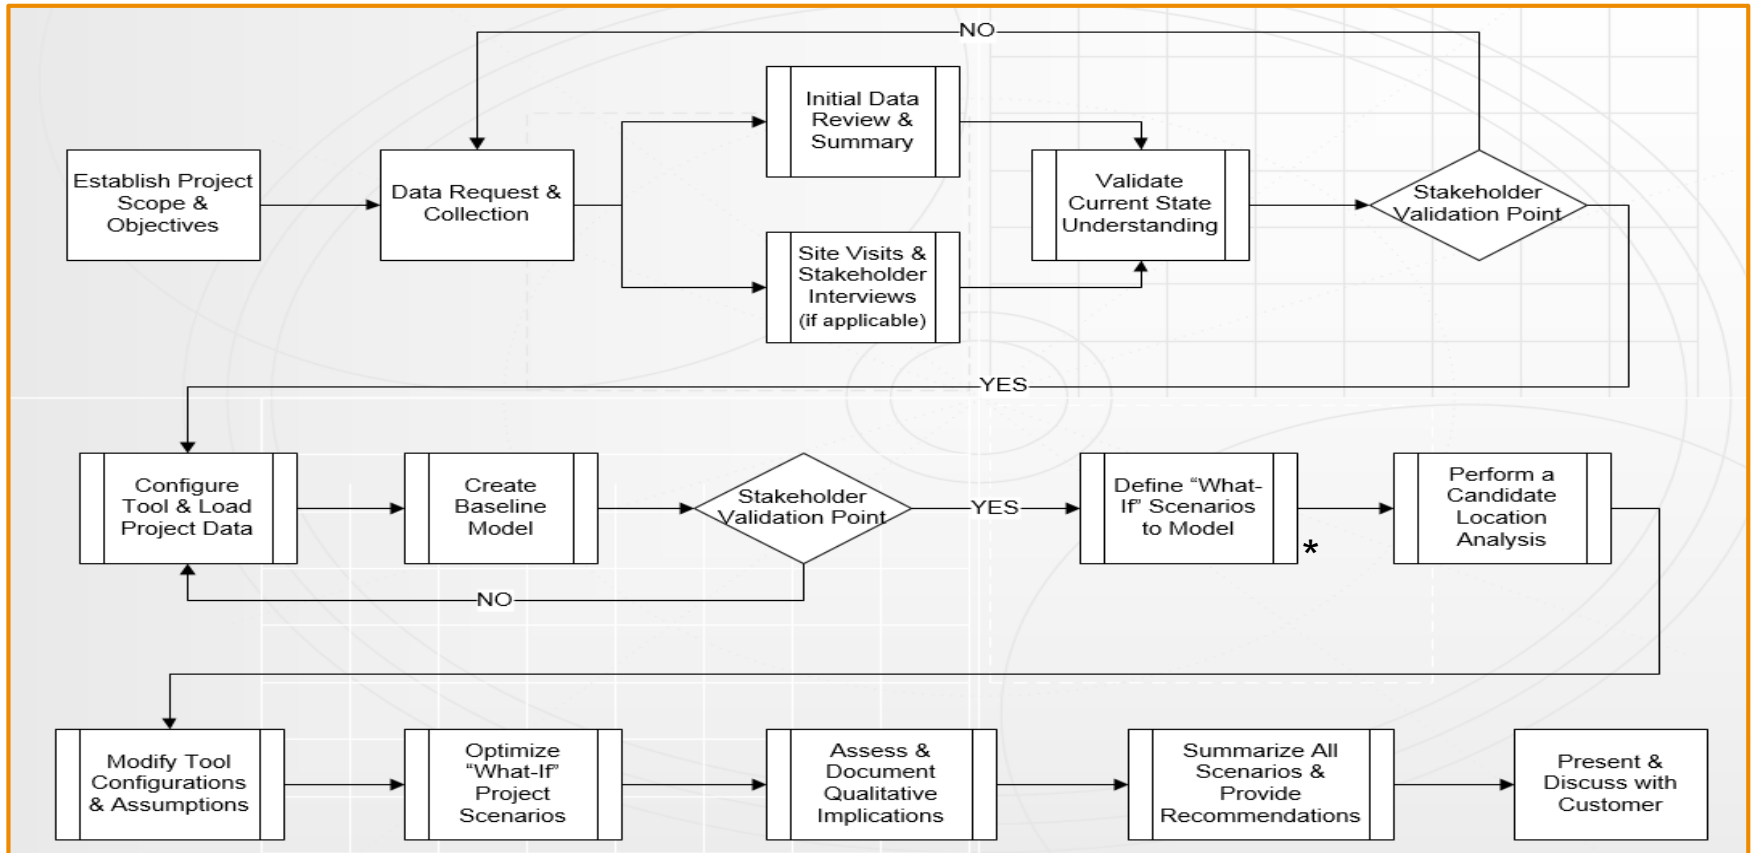 NO
Initial Data
Review &
Summary
Establish Project
Scope &
Objectives
Data Request &
Collection
Validate
Current State
Understanding
Stakeholder
Validation Point
Site Visits &
Stakeholder
Interviews
(if applicable)
YES
Configure
Tool & Load
Project Data
Create
Baseline
Model
Stakeholder
Validation Point
YES
Define “What-
If” Scenarios
to Model
*
Perform a
Candidate
Location
Analysis
NO
Modify Tool
Configurations
& Assumptions
Optimize
“What-If”
Project
Scenarios
Assess &
Document
Qualitative
Implications
Summarize All
Scenarios &
Provide
Recommendations
Present &
Discuss with
Customer